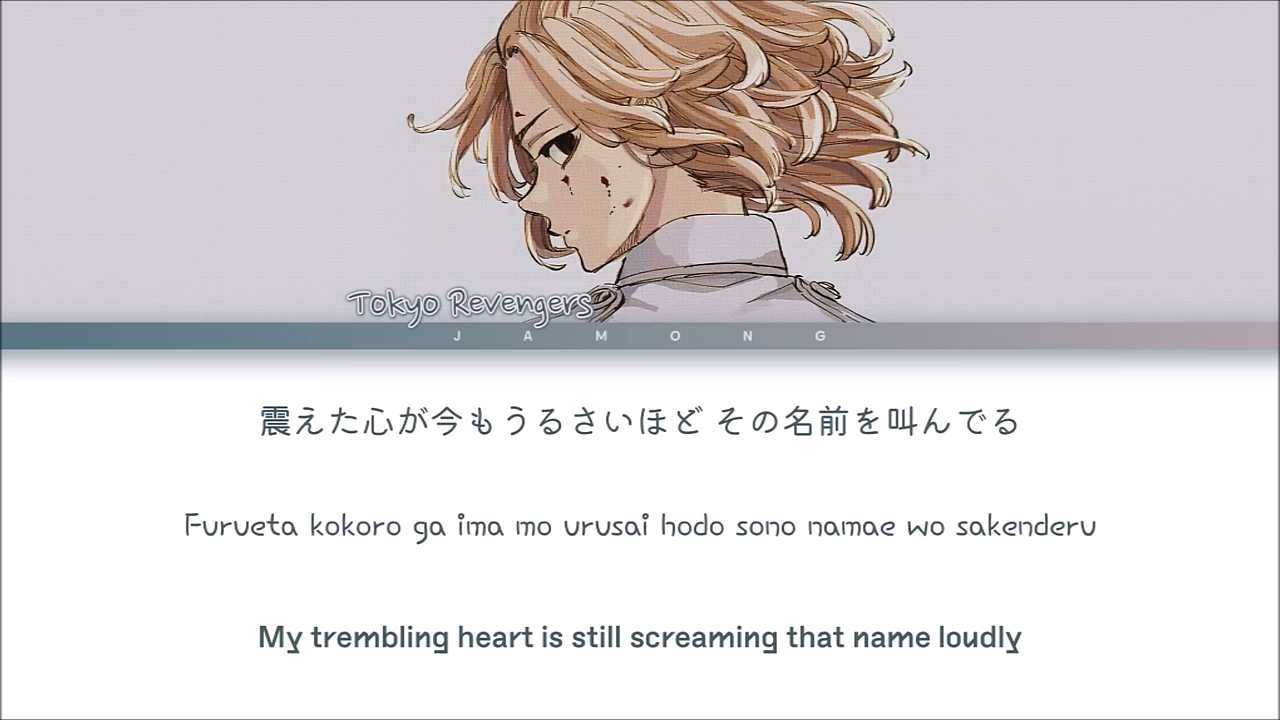 Tokyo Revengers
J A M O N G
震えた心が今もうるさいほど その名前を叫んでる
Furueta kokoro ga ima mo urusai hodo sono namae wo sakenderu
My trembling heart is still screaming that name loudly